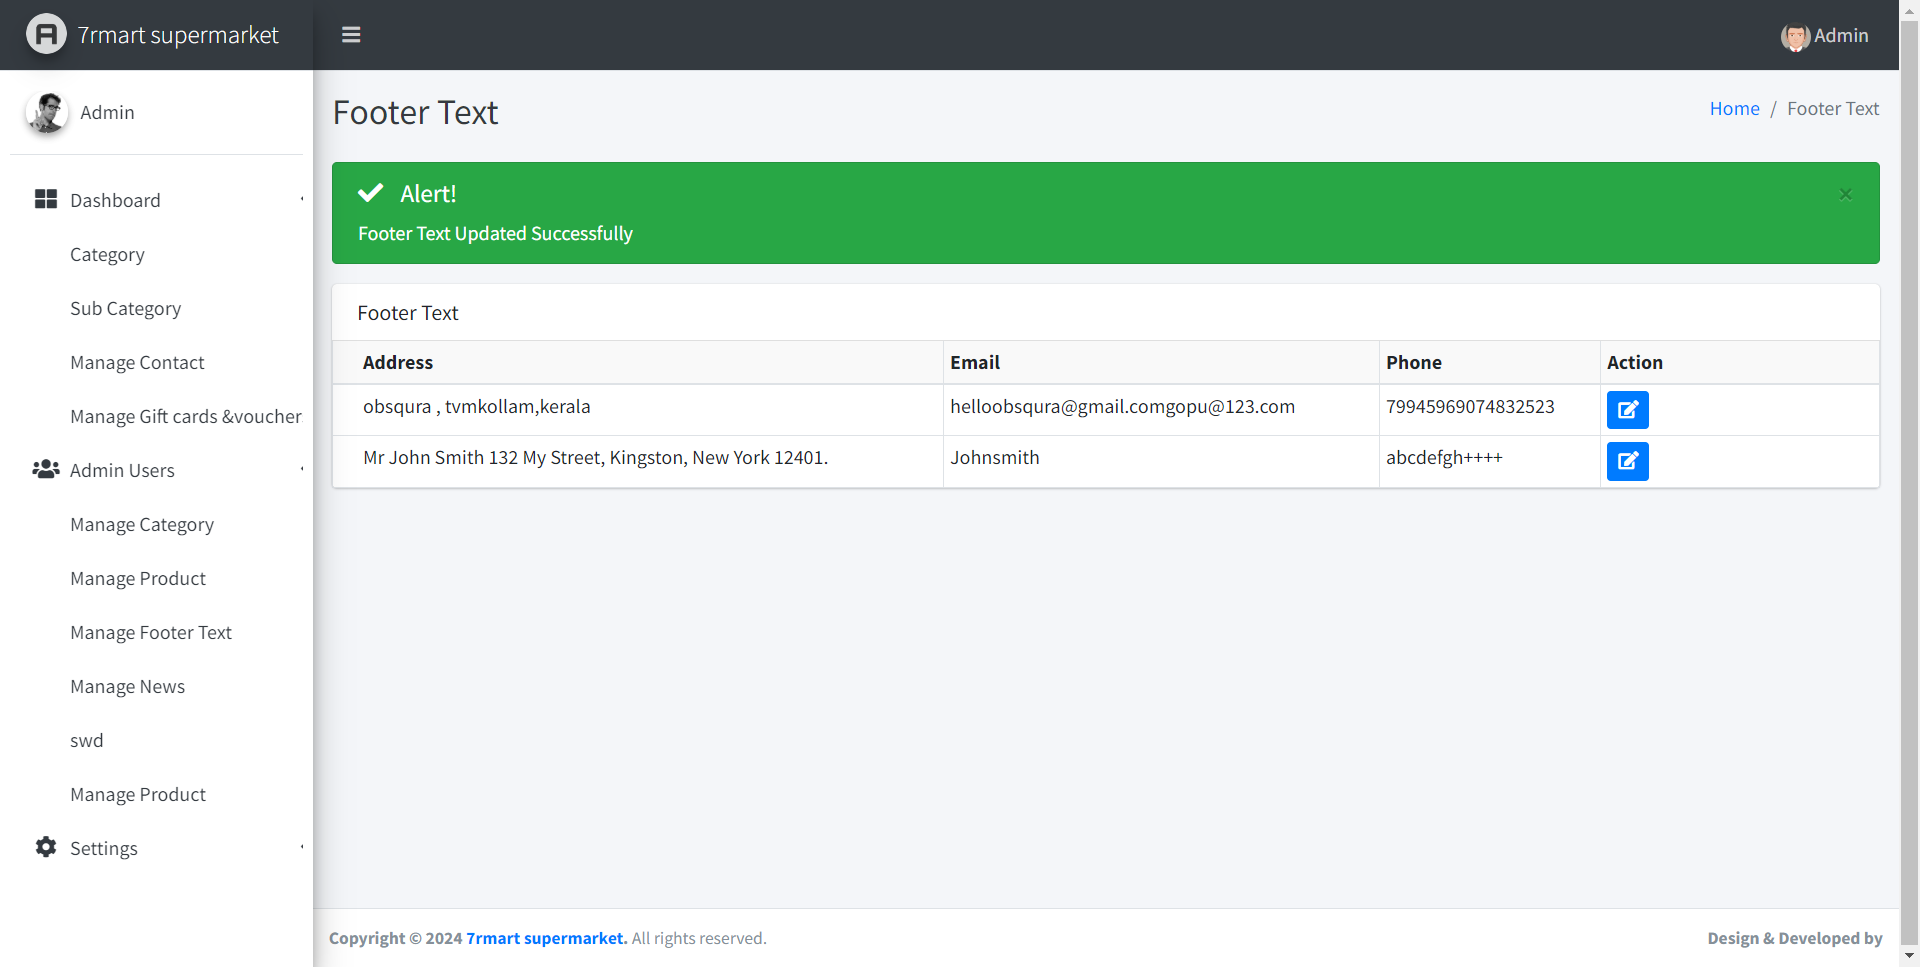 7rmart supermarket
Admin
Admin
Dashboard
Category
Sub Category
Manage Contact
Manage Gift cards &voucher
Admin Users
Manage Category
Manage Product
Manage Footer Text
Manage News
swd
Manage Product
Settings
Footer Text
Home / Footer Text
Alert!
×
Footer Text Updated Successfully
Footer Text
Address Email Phone Action
obsqura , tvmkollam,kerala helloobsqura@gmail.comgopu@123.com 79945969074832523
Mr John Smith 132 My Street, Kingston, New York 12401. Johnsmith abcdefgh++++
Copyright © 2024 7rmart supermarket. All rights reserved.
Design & Developed by